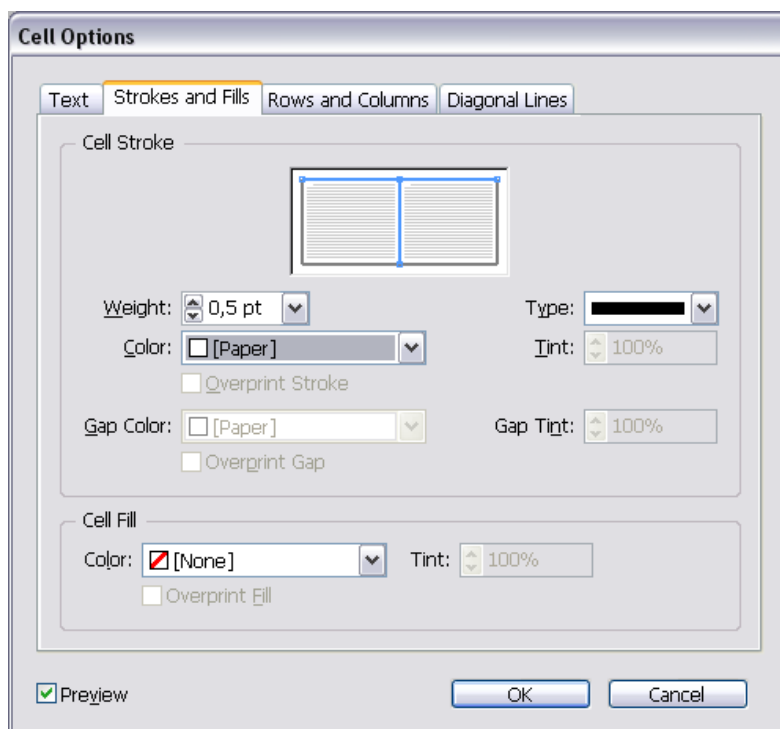 Cell Options
Text Strokes and Fills Rows and Columns Diagonal Lines
Cell Stroke
Weight: 0,5 pt Type:
Color: [Paper] Tint: 100%
Overprint Stroke
Gap Color: [Paper] Gap Tint: 100%
Overprint Gap
Cell Fill
Color: [None] Tint: 100%
Overprint Fill
Preview OK Cancel